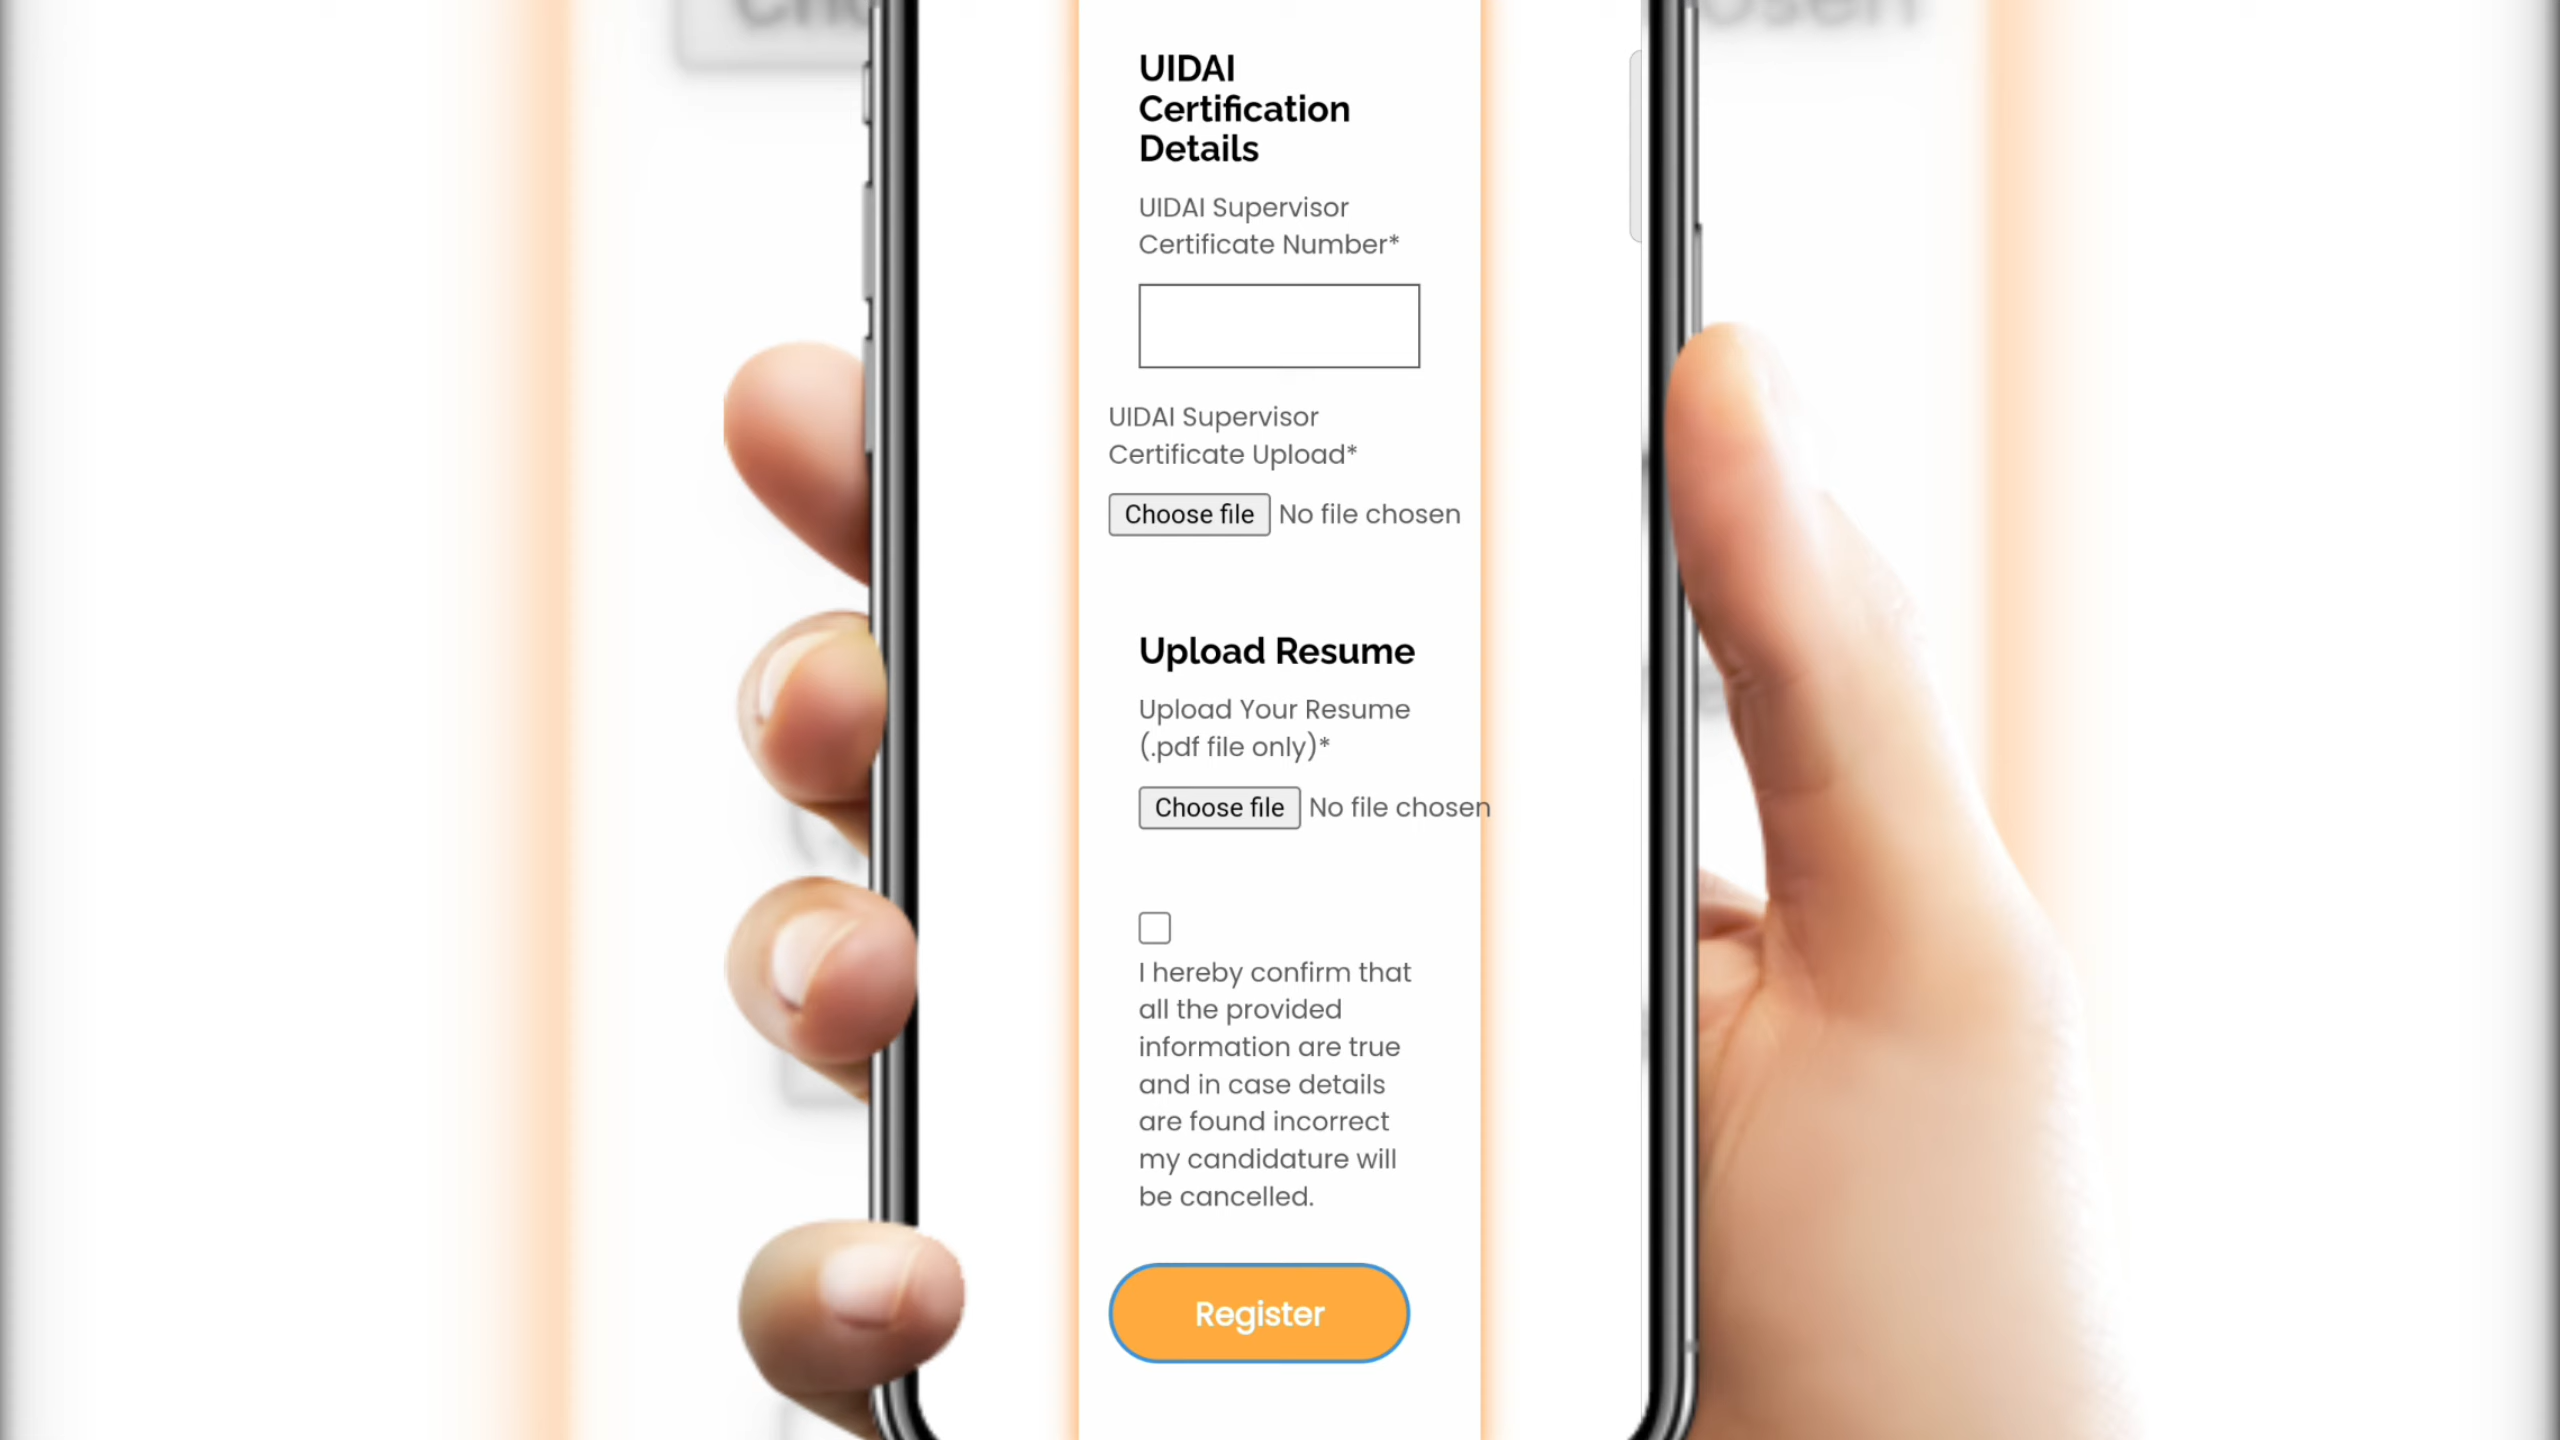 UIDAI
Certification
Details
UIDAI Supervisor
Certificate Number*
UIDAI Supervisor
Certificate Upload*
Choose file No file chosen
Upload Resume
Upload Your Resume
(.pdf file only)*
Choose file No file chosen
I hereby confirm that
all the provided
information are true
and in case details
are found incorrect
my candidature will
be cancelled.
Register